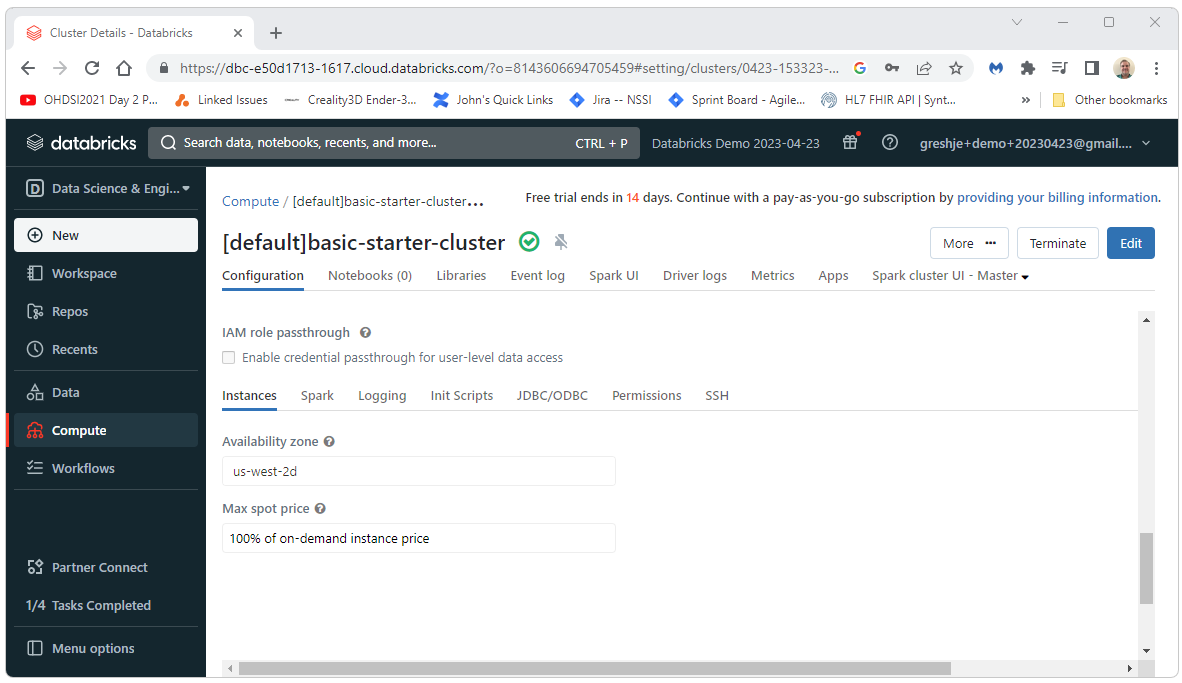 Cluster Details - Databricks
https://dbc-e50d1713-1617.cloud.databricks.com/?o=8143606694705459#setting/clusters/0423-153323-...
OHDSI2021 Day 2 P... Linked Issues Creality3D Ender-3... John's Quick Links Jira -- NSSI Sprint Board - Agile... HL7 FHIR API | Synt... » Other bookmarks
databricks Search data, notebooks, recents, and more... CTRL + P Databricks Demo 2023-04-23 greshje+demo+20230423@gmail....
D Data Science & Engi...
New
Workspace
Repos
Recents
Data
Compute
Workflows
Partner Connect
1/4 Tasks Completed
Menu options
Free trial ends in 14 days. Continue with a pay-as-you-go subscription by providing your billing information.
Compute / [default]basic-starter-cluster...
[default]basic-starter-cluster More ... Terminate Edit
Configuration Notebooks (0) Libraries Event log Spark UI Driver logs Metrics Apps Spark cluster UI - Master
IAM role passthrough ?
Enable credential passthrough for user-level data access
Instances Spark Logging Init Scripts JDBC/ODBC Permissions SSH
Availability zone ?
us-west-2d
Max spot price ?
100% of on-demand instance price